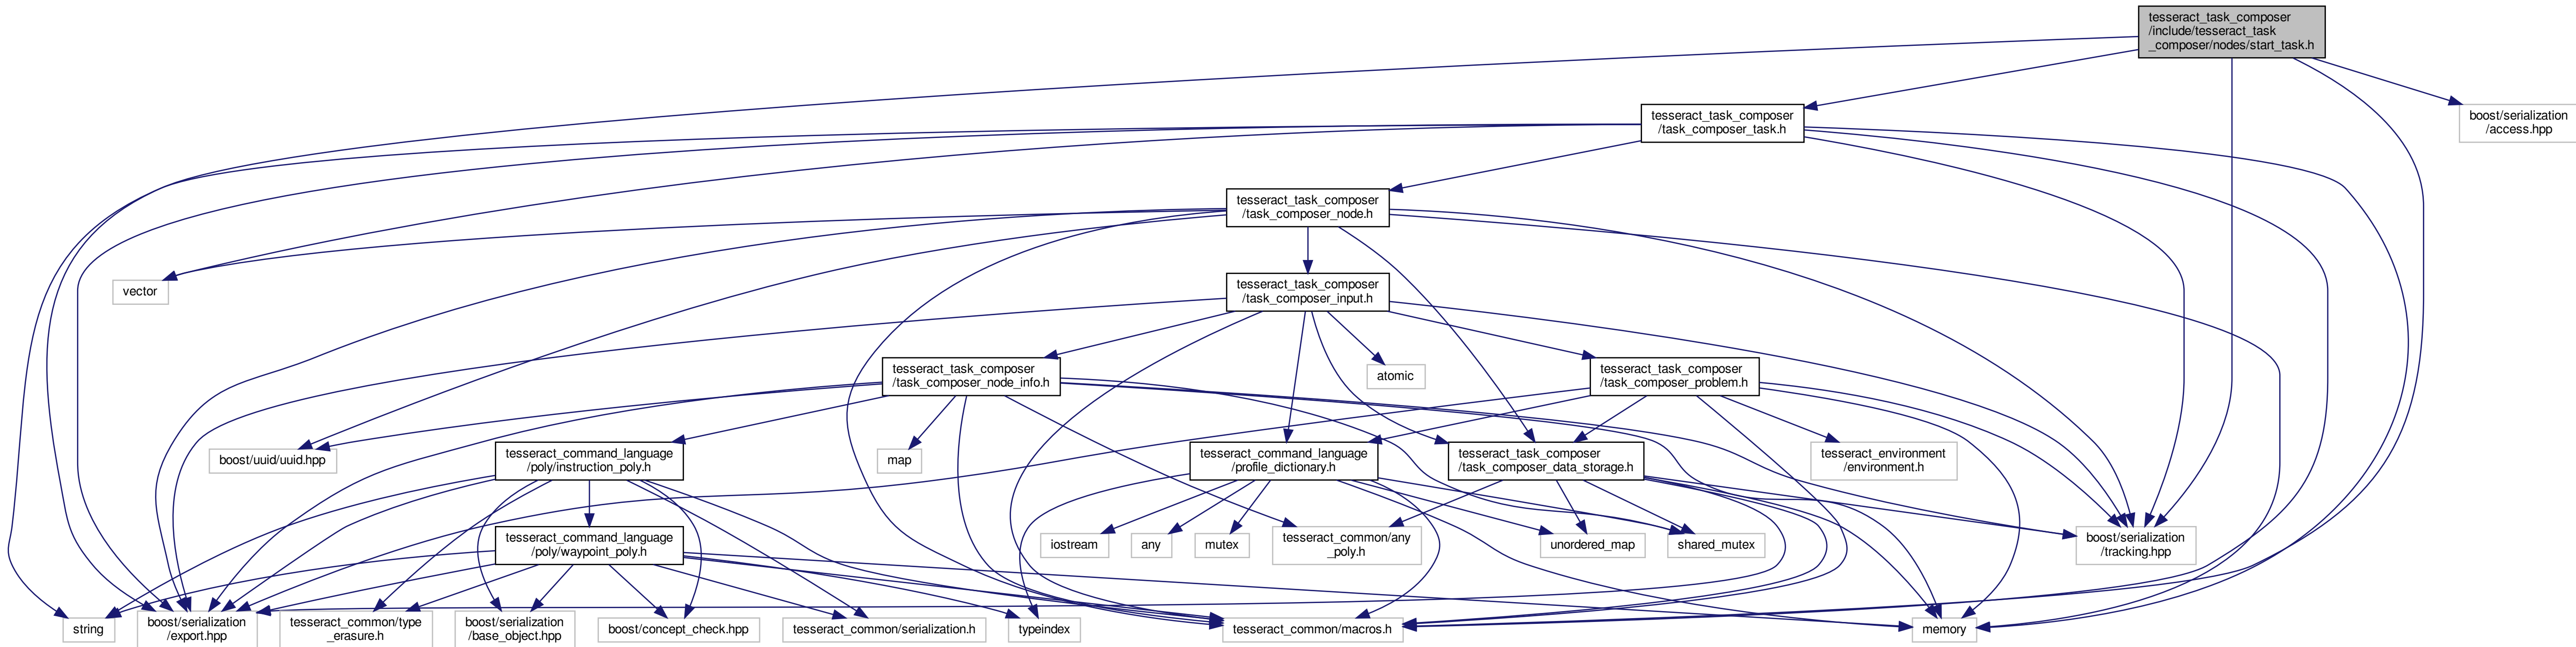 tesseract_task_composer
/include/tesseract_task
_composer/nodes/start_task.h
tesseract_task_composer
/task_composer_task.h
boost/serialization
/access.hpp
tesseract_task_composer
/task_composer_node.h
vector
tesseract_task_composer
/task_composer_input.h
tesseract_task_composer
/task_composer_node_info.h
atomic
tesseract_task_composer
/task_composer_problem.h
boost/uuid/uuid.hpp
tesseract_command_language
/poly/instruction_poly.h
map
tesseract_command_language
/profile_dictionary.h
tesseract_task_composer
/task_composer_data_storage.h
tesseract_environment
/environment.h
tesseract_command_language
/poly/waypoint_poly.h
iostream
any
mutex
tesseract_common/any
_poly.h
unordered_map
shared_mutex
boost/serialization
/tracking.hpp
string
boost/serialization
/export.hpp
tesseract_common/type
_erasure.h
boost/serialization
/base_object.hpp
boost/concept_check.hpp
tesseract_common/serialization.h
typeindex
tesseract_common/macros.h
memory